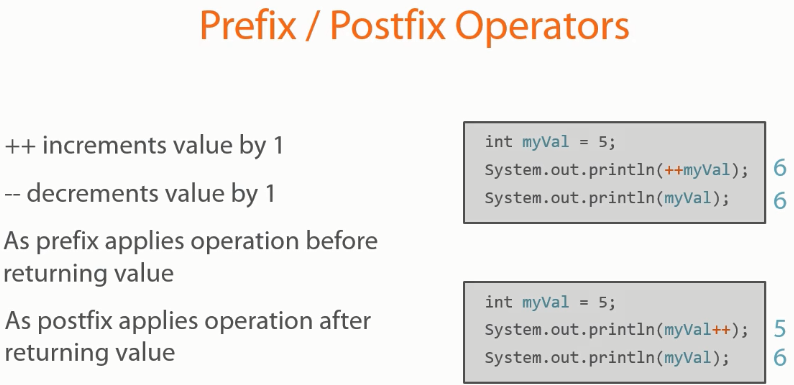 Prefix / Postfix Operators
++ increments value by 1
-- decrements value by 1
As prefix applies operation before
returning value
As postfix applies operation after
returning value
int myVal = 5;
System.out.println(++myVal); 6
System.out.println(myVal); 6
int myVal = 5;
System.out.println(myVal++); 5
System.out.println(myVal); 6